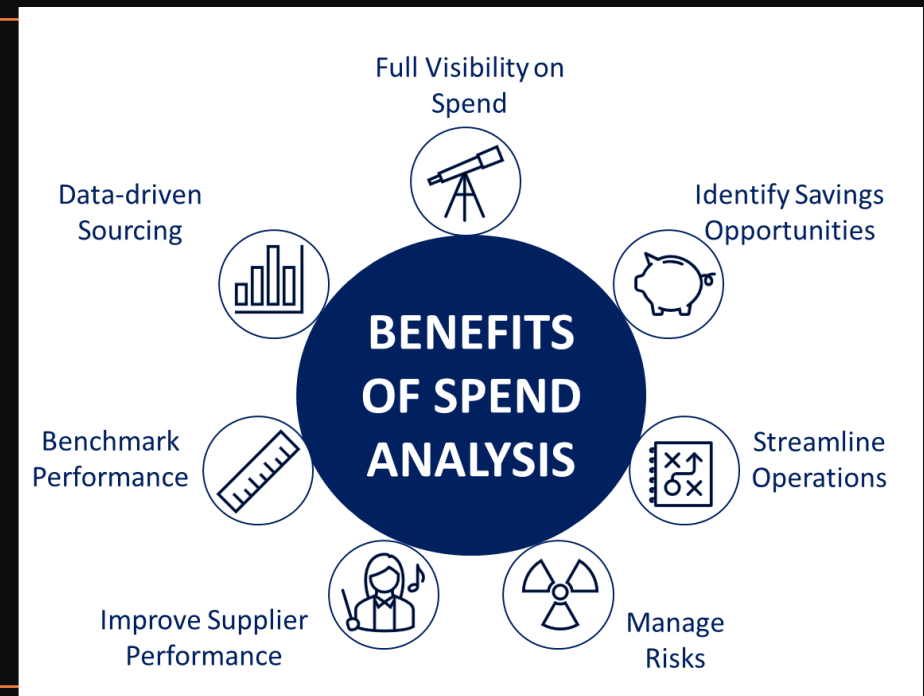 Full Visibility on
Spend
Identify Savings
Opportunities
Streamline
Operations
Manage
Risks
Improve Supplier
Performance
Benchmark
Performance
Data-driven
Sourcing
BENEFITS
OF SPEND
ANALYSIS